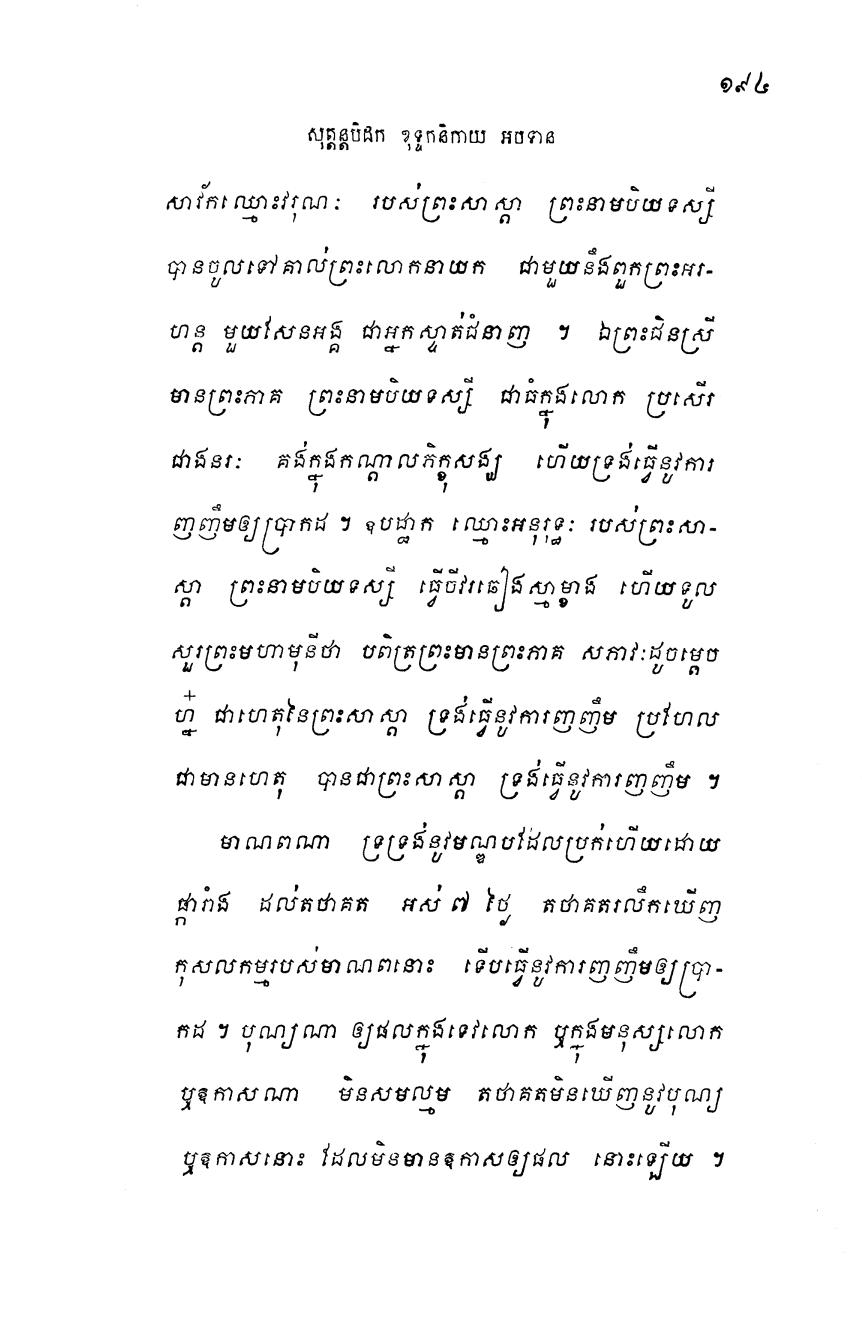 ១៩៤
សុត្តន្តបិដក ខុទ្ទកនិកាយ អបទាន
សាវ័កឈ្មោះវរុណៈ របស់ព្រះសាស្តា ព្រះនាមបិយទស្សី
បានចូលទៅគាល់ព្រះលោកនាយក ជាមួយនឹងពួកព្រះអរ-
ហន្ត មួយសែនអង្គ ជាអ្នកស្ទាត់ជំនាញ ។ ឯព្រះជិនស្រី
មានព្រះភាគ ព្រះនាមបិយទស្សី ជាធំក្នុងលោក ប្រសើរ
ជាងនរៈ គង់ក្នុងកណ្តាលភិក្ខុសង្ឃ ហើយទ្រង់ធ្វើនូវការ
ញញឹមឲ្យប្រាកដ ។ ឧបដ្ឋាក ឈ្មោះអនុរុទ្ធៈ របស់ព្រះសា-
ស្តា ព្រះនាមបិយទស្សី ធ្វើចីវរឆៀងស្មាម្ខាង ហើយទូល
សួរព្រះមហាមុនីថា បពិត្រព្រះមានព្រះភាគ សភាវៈដូចម្តេច
ហ្ន៎ ជាហេតុនៃព្រះសាស្តា ទ្រង់ធ្វើនូវការញញឹម ប្រហែល
ជាមានហេតុ បានជាព្រះសាស្តា ទ្រង់ធ្វើនូវការញញឹម ។
មាណពណា ទ្រទ្រង់នូវមណ្ឌបដែលប្រក់ហើយដោយ
ផ្ការាំង ដល់តថាគត អស់ ៧ ថ្ងៃ តថាគតរលឹកឃើញ
កុសលកម្មរបស់មាណពនោះ ទើបធ្វើនូវការញញឹមឲ្យប្រា-
កដ ។ បុណ្យណា ឲ្យផលក្នុងទេវលោក ឬក្នុងមនុស្សលោក
ឬឱកាសណា មិនសមល្មម តថាគតមិនឃើញនូវបុណ្យ
ឬឱកាសនោះ ដែលមិនមានឱកាសឲ្យផល នោះឡើយ ។